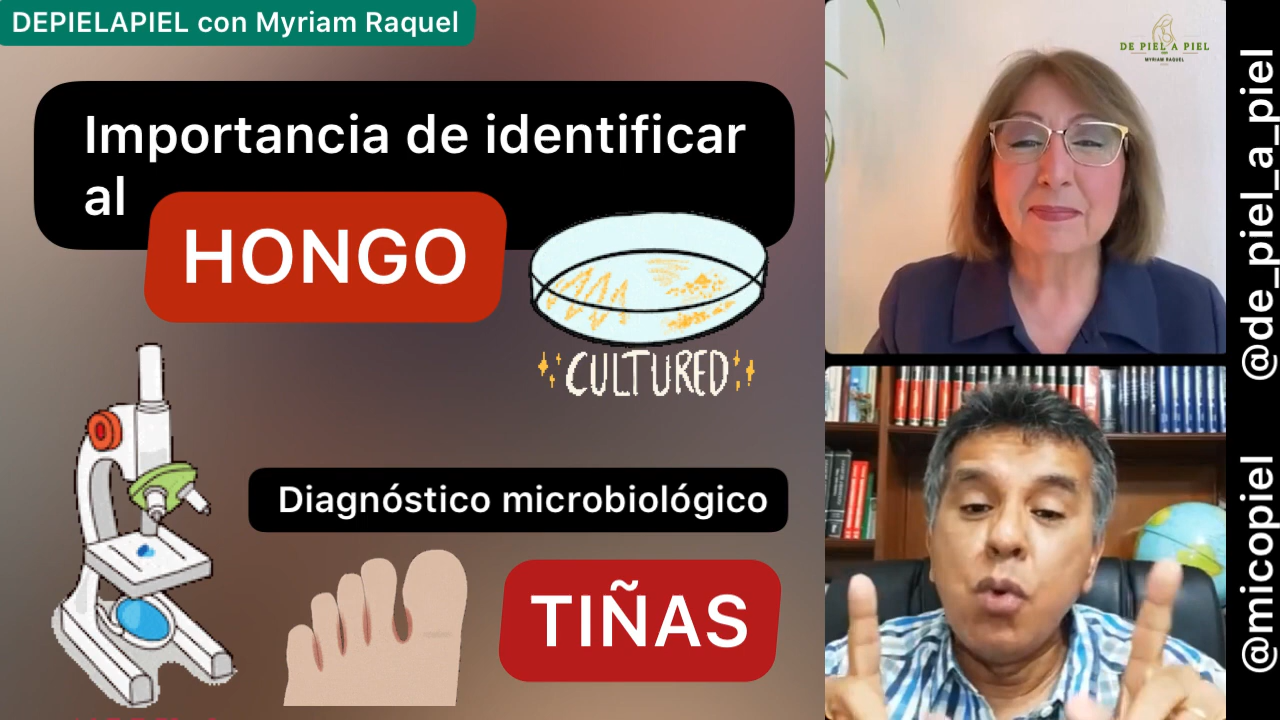 DEPIELAPIEL con Myriam Raquel
Importancia de identificar
al
HONGO
CULTURED
Diagnóstico microbiológico
TIÑAS
DE PIEL A PIEL
MYRIAM RAQUEL
@de_piel_a_piel
@micopiel